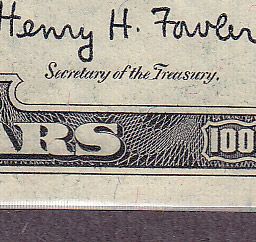 Henry H. Fowler
Secretary of the Treasury.
ARS 100